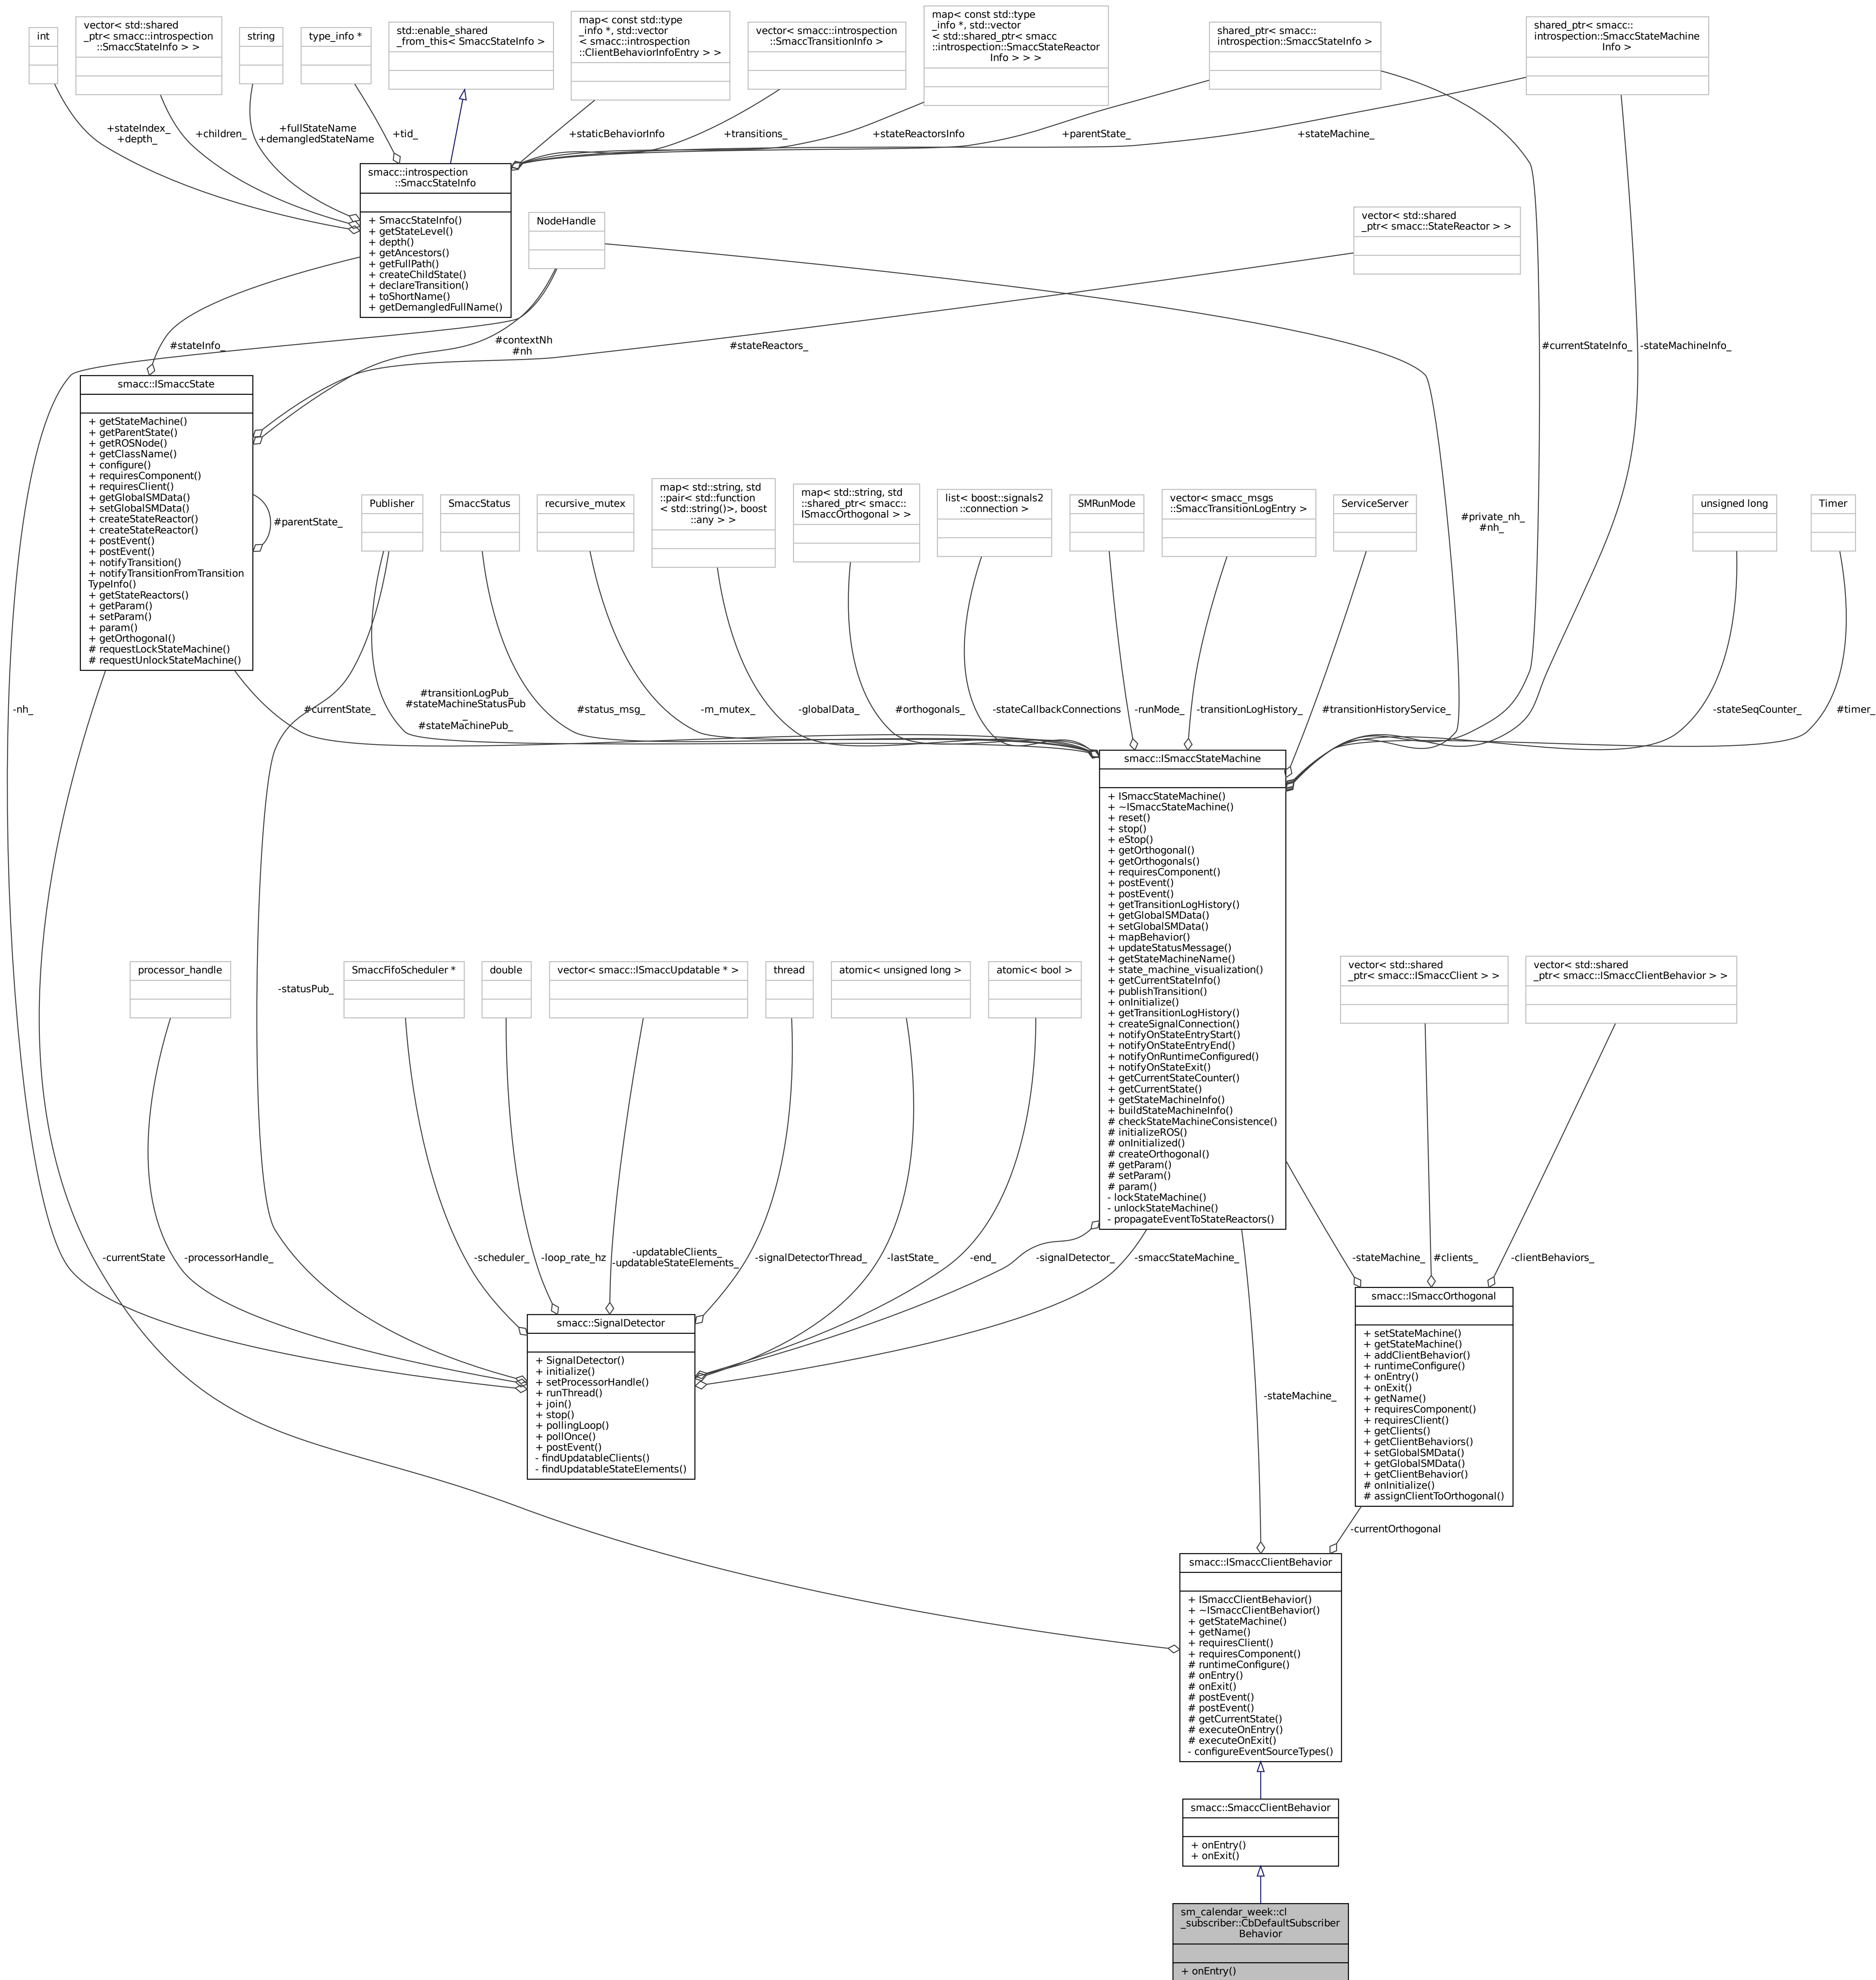 int
vector< std::shared
_ptr< smacc::introspection
::SmaccStateInfo > >
string
type_info *
std::enable_shared
_from_this< SmaccStateInfo >
map< const std::type
_info *, std::vector
< smacc::introspection
::ClientBehaviorInfoEntry > >
vector< smacc::introspection
::SmaccTransitionInfo >
map< const std::type
_info *, std::vector
< std::shared_ptr< smacc
::introspection::SmaccStateReactor
Info > > >
shared_ptr< smacc::
introspection::SmaccStateInfo >
shared_ptr< smacc::
introspection::SmaccStateMachine
Info >
+stateIndex_
+depth_
+children_
+fullStateName
+demangledStateName
+tid_
+staticBehaviorInfo
+transitions_
+stateReactorsInfo
+parentState_
+stateMachine_
smacc::introspection
::SmaccStateInfo
+ SmaccStateInfo()
+ getStateLevel()
+ depth()
+ getAncestors()
+ getFullPath()
+ createChildState()
+ declareTransition()
+ toShortName()
+ getDemangledFullName()
NodeHandle
vector< std::shared
_ptr< smacc::StateReactor > >
#stateInfo_
#contextNh
#nh
#stateReactors_
#currentStateInfo_
-stateMachineInfo_
smacc::ISmaccState
+ getStateMachine()
+ getParentState()
+ getROSNode()
+ getClassName()
+ configure()
+ requiresComponent()
+ requiresClient()
+ getGlobalSMData()
+ setGlobalSMData()
+ createStateReactor()
+ createStateReactor()
+ postEvent()
+ postEvent()
+ notifyTransition()
+ notifyTransitionFromTransition
TypeInfo()
+ getStateReactors()
+ getParam()
+ setParam()
+ param()
+ getOrthogonal()
# requestLockStateMachine()
# requestUnlockStateMachine()
#parentState_
Publisher
SmaccStatus
recursive_mutex
map< std::string, std
::pair< std::function
< std::string()>, boost
::any > >
map< std::string, std
::shared_ptr< smacc::
ISmaccOrthogonal > >
list< boost::signals2
::connection >
SMRunMode
vector< smacc_msgs
::SmaccTransitionLogEntry >
ServiceServer
#private_nh_
#nh_
unsigned long
Timer
-nh_
#currentState_
#transitionLogPub_
#stateMachineStatusPub
_
#stateMachinePub_
#status_msg_
-m_mutex_
-globalData_
#orthogonals_
-stateCallbackConnections
-runMode_
-transitionLogHistory_
#transitionHistoryService_
-stateSeqCounter_
#timer_
smacc::ISmaccStateMachine
+ ISmaccStateMachine()
+ ~ISmaccStateMachine()
+ reset()
+ stop()
+ eStop()
+ getOrthogonal()
+ getOrthogonals()
+ requiresComponent()
+ postEvent()
+ postEvent()
+ getTransitionLogHistory()
+ getGlobalSMData()
+ setGlobalSMData()
+ mapBehavior()
+ updateStatusMessage()
+ getStateMachineName()
+ state_machine_visualization()
+ getCurrentStateInfo()
+ publishTransition()
+ onInitialize()
+ getTransitionLogHistory()
+ createSignalConnection()
+ notifyOnStateEntryStart()
+ notifyOnStateEntryEnd()
+ notifyOnRuntimeConfigured()
+ notifyOnStateExit()
+ getCurrentStateCounter()
+ getCurrentState()
+ getStateMachineInfo()
+ buildStateMachineInfo()
# checkStateMachineConsistence()
# initializeROS()
# onInitialized()
# createOrthogonal()
# getParam()
# setParam()
# param()
- lockStateMachine()
- unlockStateMachine()
- propagateEventToStateReactors()
processor_handle
-statusPub_
SmaccFifoScheduler *
double
vector< smacc::ISmaccUpdatable * >
thread
atomic< unsigned long >
atomic< bool >
vector< std::shared
_ptr< smacc::ISmaccClient > >
vector< std::shared
_ptr< smacc::ISmaccClientBehavior > >
-currentState
-processorHandle_
-scheduler_
-loop_rate_hz
-updatableClients_
-updatableStateElements_
-signalDetectorThread_
-lastState_
-end_
-signalDetector_
-smaccStateMachine_
-stateMachine_
#clients_
-clientBehaviors_
smacc::SignalDetector
+ SignalDetector()
+ initialize()
+ setProcessorHandle()
+ runThread()
+ join()
+ stop()
+ pollingLoop()
+ pollOnce()
+ postEvent()
- findUpdatableClients()
- findUpdatableStateElements()
-stateMachine_
smacc::ISmaccOrthogonal
+ setStateMachine()
+ getStateMachine()
+ addClientBehavior()
+ runtimeConfigure()
+ onEntry()
+ onExit()
+ getName()
+ requiresComponent()
+ requiresClient()
+ getClients()
+ getClientBehaviors()
+ setGlobalSMData()
+ getGlobalSMData()
+ getClientBehavior()
# onInitialize()
# assignClientToOrthogonal()
-currentOrthogonal
smacc::ISmaccClientBehavior
+ ISmaccClientBehavior()
+ ~ISmaccClientBehavior()
+ getStateMachine()
+ getName()
+ requiresClient()
+ requiresComponent()
# runtimeConfigure()
# onEntry()
# onExit()
# postEvent()
# postEvent()
# getCurrentState()
# executeOnEntry()
# executeOnExit()
- configureEventSourceTypes()
smacc::SmaccClientBehavior
+ onEntry()
+ onExit()
sm_calendar_week::cl
_subscriber::CbDefaultSubscriber
Behavior
+ onEntry()